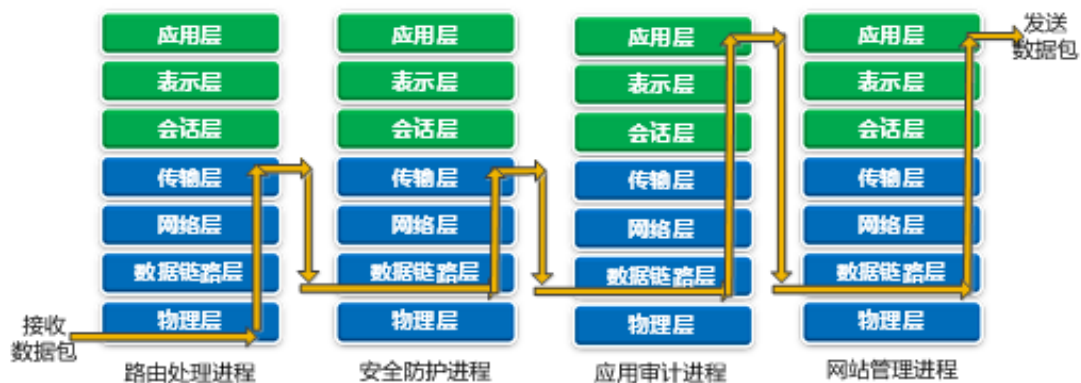 应用层 应用层 应用层 应用层
发送
数据包
表示层 表示层 表示层 表示层
会话层 会话层 会话层 会话层
传输层 传输层 传输层 传输层
网络层 网络层 网络层 网络层
数据链路层 数据链路层 数据链路层 数据链路层
物理层 物理层 物理层 物理层
接收
数据包
路由处理进程 安全防护进程 应用审计进程 网站管理进程